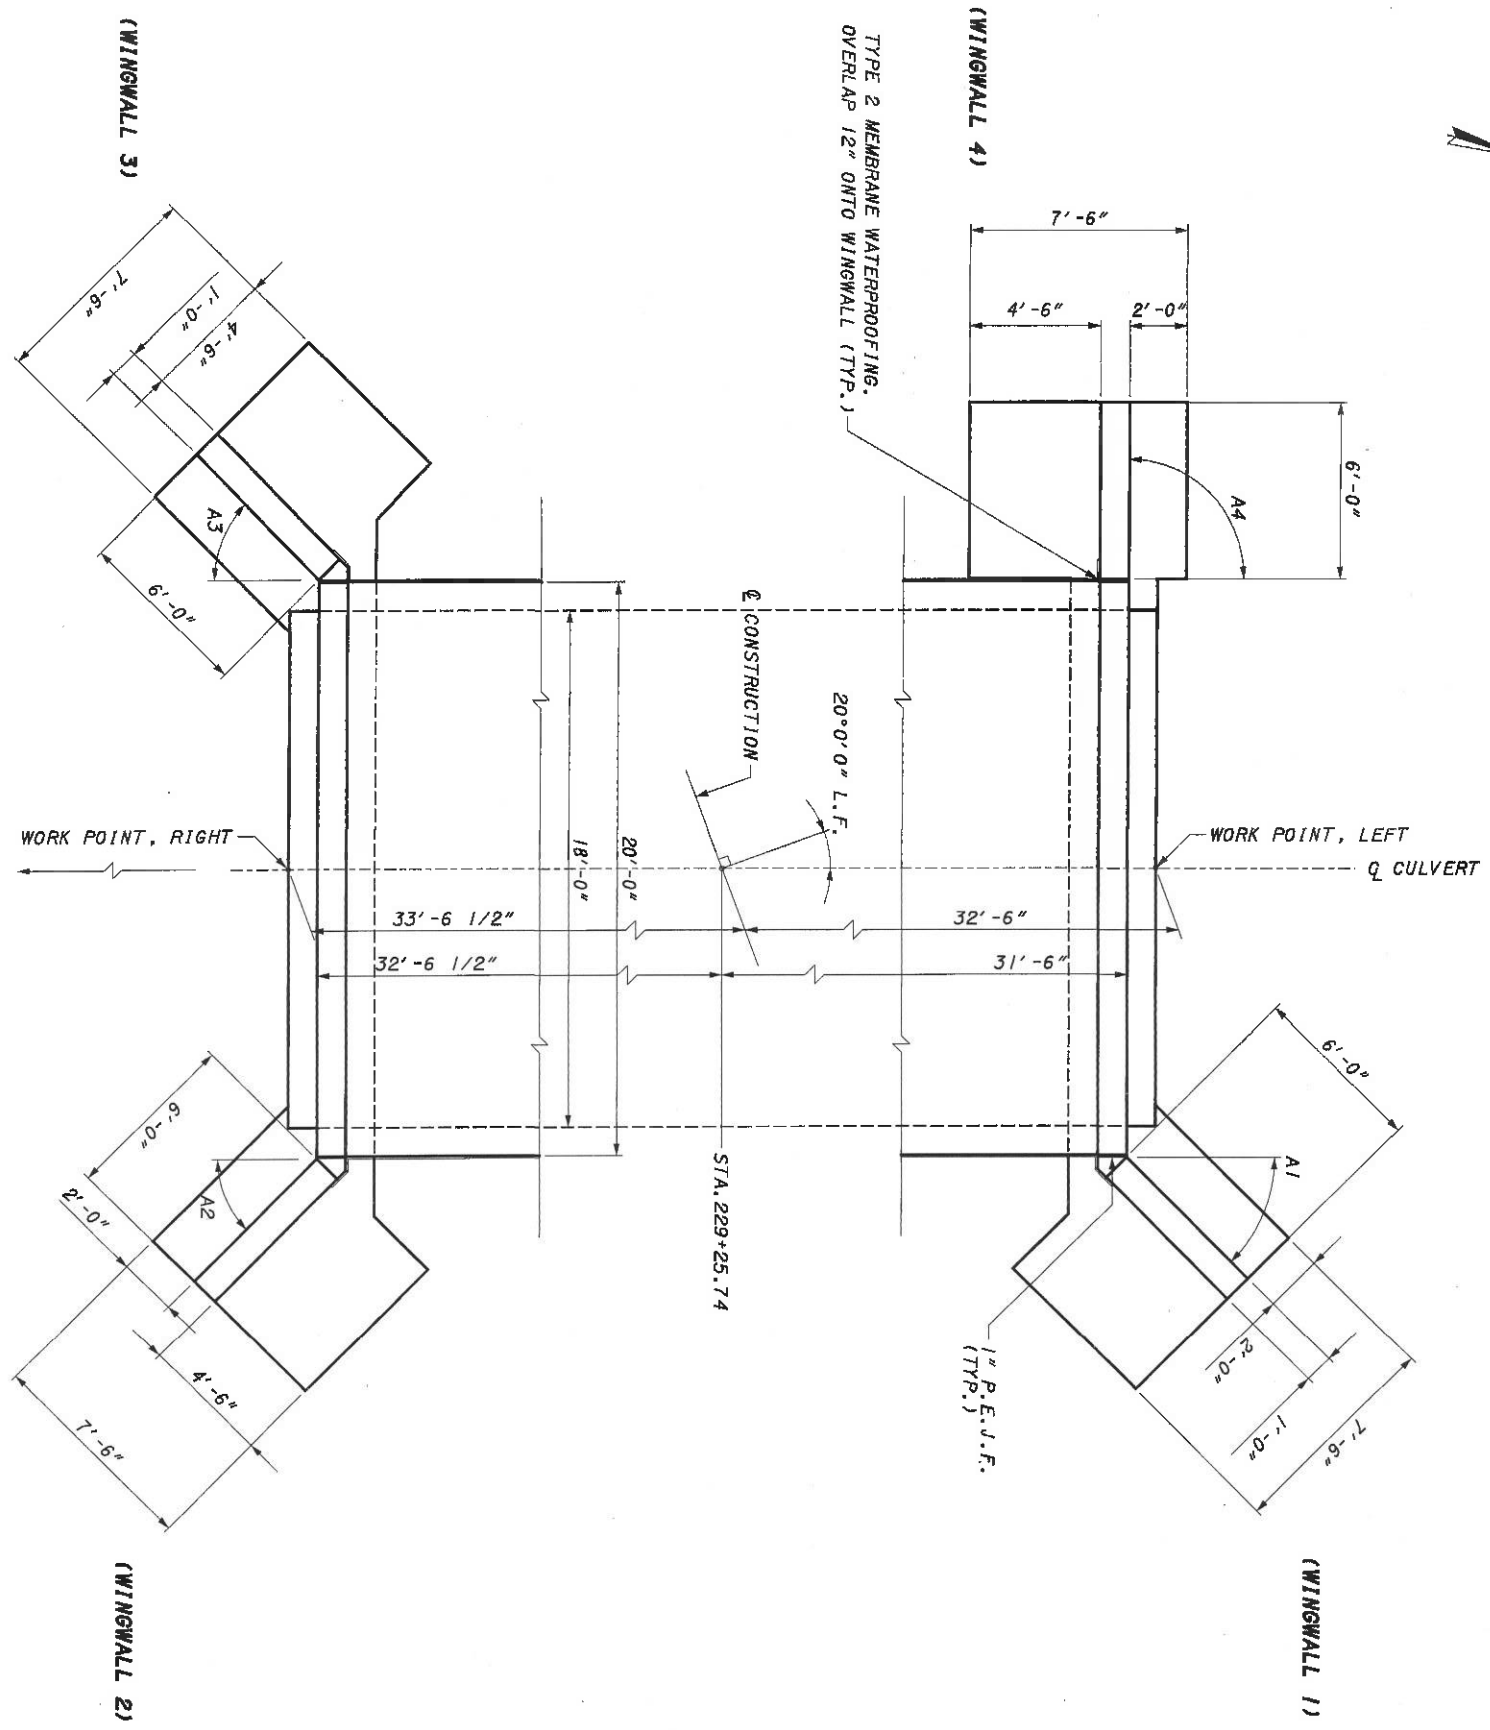 (WINGWALL 4)
TYPE 2 MEMBRANE WATERPROOFING.
OVERLAP 12" ONTO WINGWALL (TYP.)
(WINGWALL 3)
N
7'-6"
4'-6"
2'-0"
6'-0"
A4
7'-6"
1'-0"
4'-6"
A3
6'-0"
℄ CONSTRUCTION
20°0'0" L.F.
WORK POINT, RIGHT
WORK POINT, LEFT
℄ CULVERT
20'-0"
18'-0"
33'-6 1/2"
32'-6"
32'-6 1/2"
31'-6"
STA. 229+25.74
6'-0"
A2
2'-0"
4'-6"
7'-6"
6'-0"
A1
2'-0"
1'-0"
7'-6"
1" P.E.J.F.
(TYP.)
(WINGWALL 2)
(WINGWALL 1)